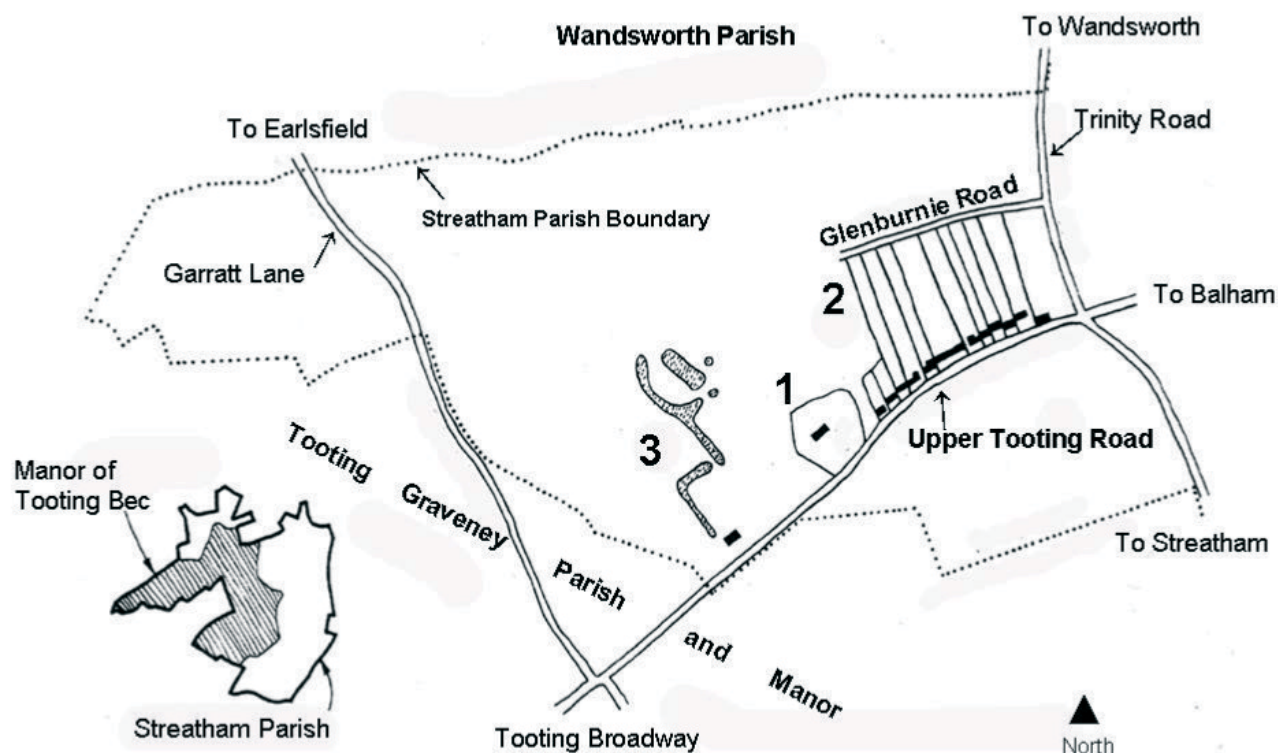 Wandsworth Parish
To Wandsworth
To Earlsfield
Trinity Road
Streatham Parish Boundary
Glenburnie Road
Garratt Lane
2
To Balham
1
Upper Tooting Road
3
Tooting Graveney Parish and Manor
Manor of
Tooting Bec
To Streatham
Streatham Parish
Tooting Broadway
North